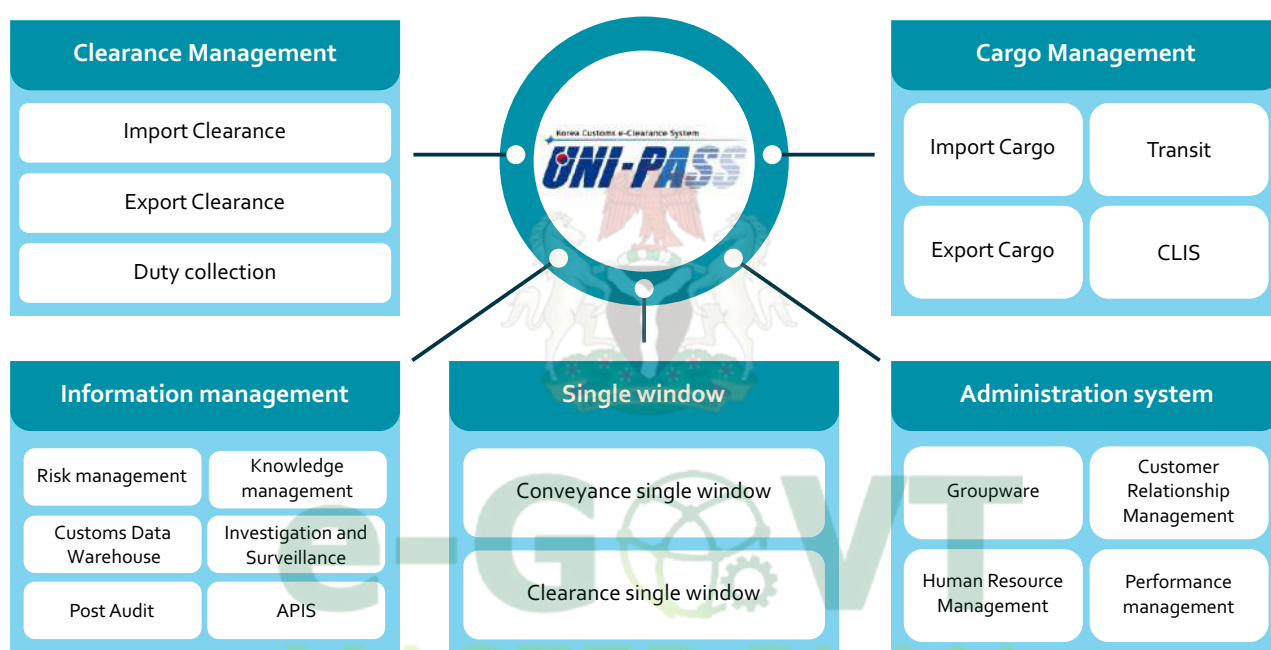 Clearance Management
Import Clearance
Export Clearance
Duty collection
Korea Customs e-Clearance System
UNI-PASS
Cargo Management
Import Cargo
Transit
Export Cargo
CLIS
Information management
Risk management
Knowledge
management
Customs Data
Warehouse
Investigation and
Surveillance
Post Audit
APIS
Single window
Conveyance single window
Clearance single window
Administration system
Groupware
Customer
Relationship
Management
Human Resource
Management
Performance
management
e-GOVT